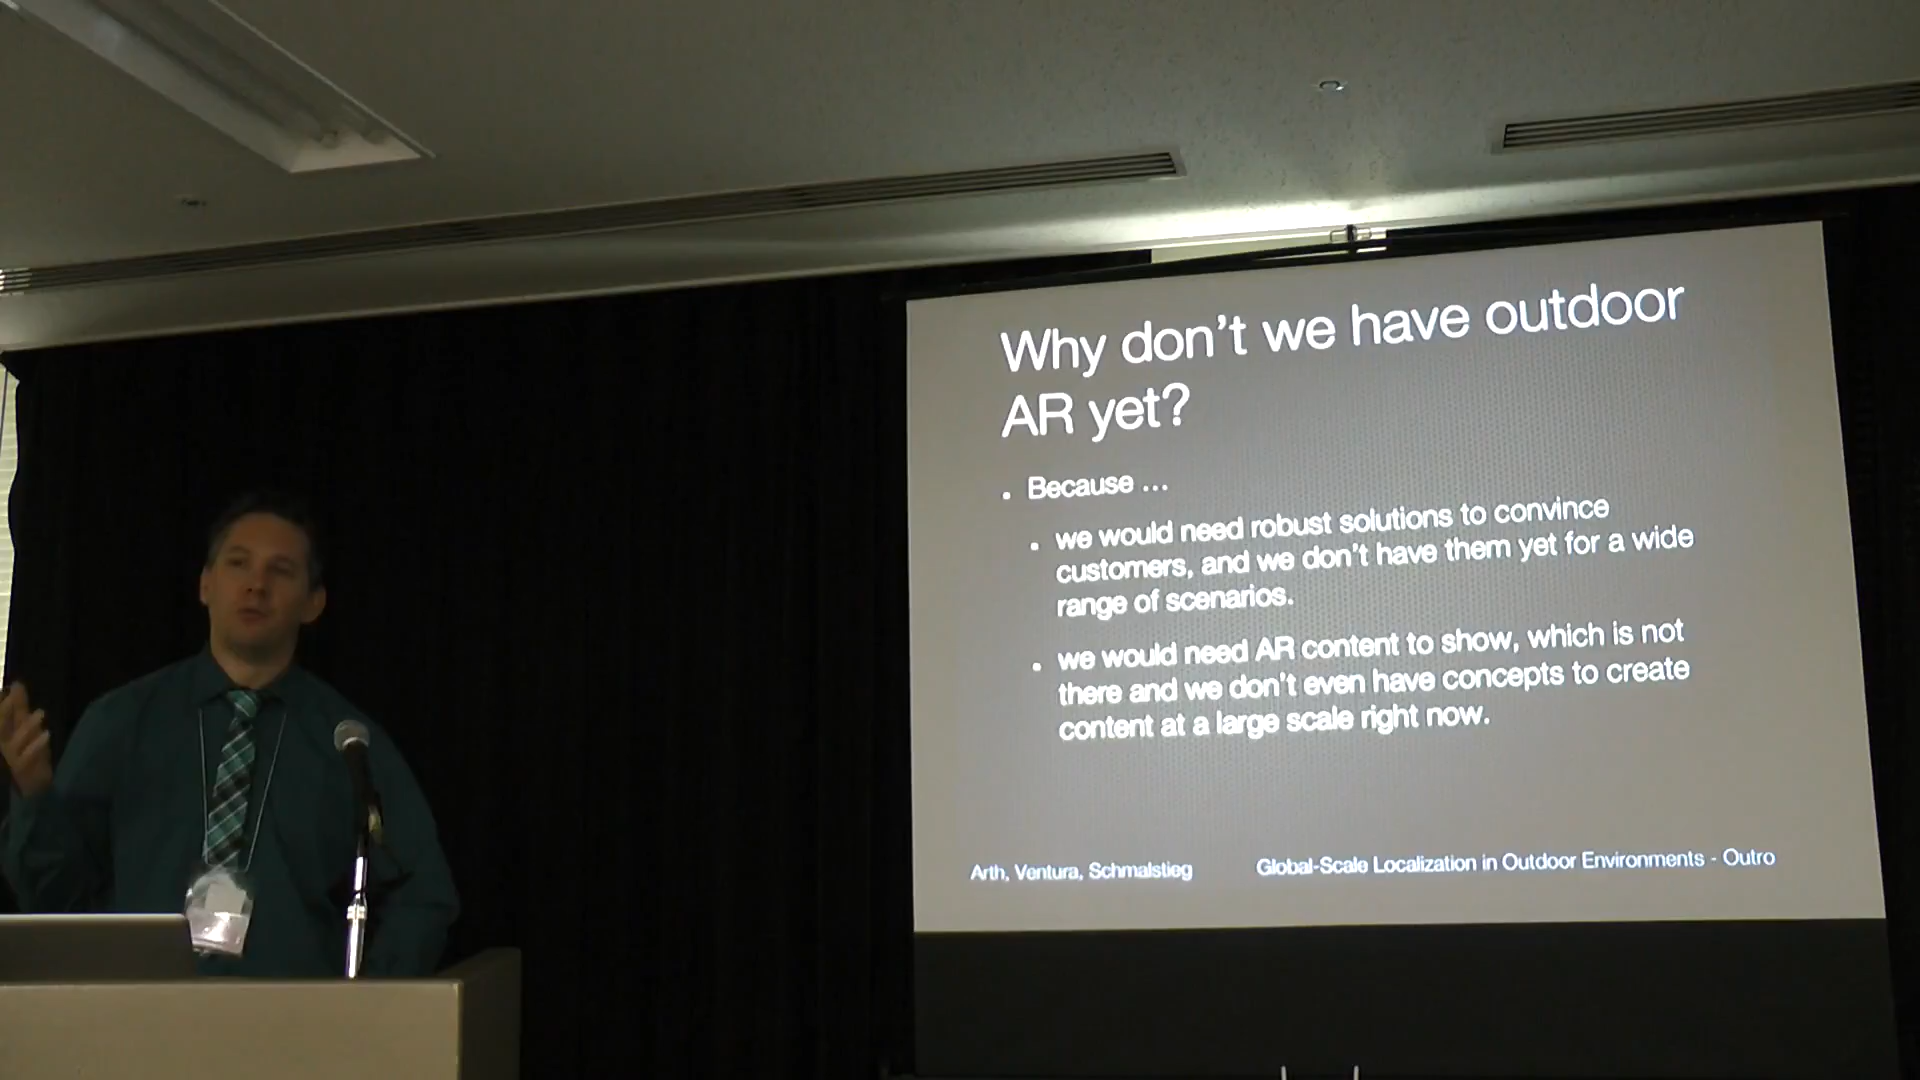 Why don't we have outdoor
AR yet?
• Because ...
• we would need robust solutions to convince
customers, and we don't have them yet for a wide
range of scenarios.
• we would need AR content to show, which is not
there and we don't even have concepts to create
content at a large scale right now.
Arth, Ventura, Schmalstieg
Global-Scale Localization in Outdoor Environments - Outro